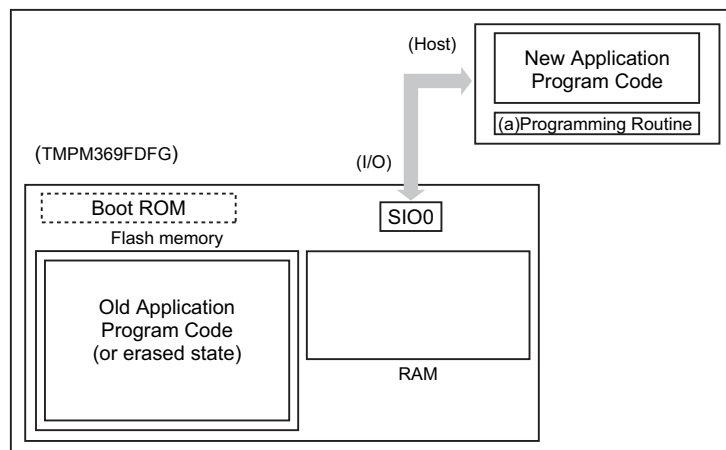 (Host)
New Application
Program Code
(a)Programming Routine
(TMPM369FDFG)
(I/O)
Boot ROM
SIO0
Flash memory
Old Application
Program Code
(or erased state)
RAM